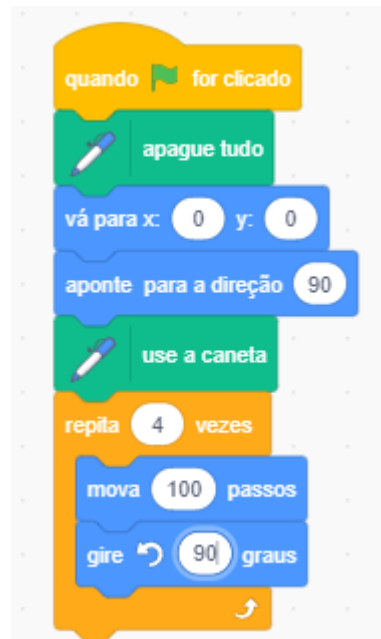 quando for clicado
apague tudo
vá para x: 0 y: 0
aponte para a direção 90
use a caneta
repita 4 vezes
mova 100 passos
gire 90 graus